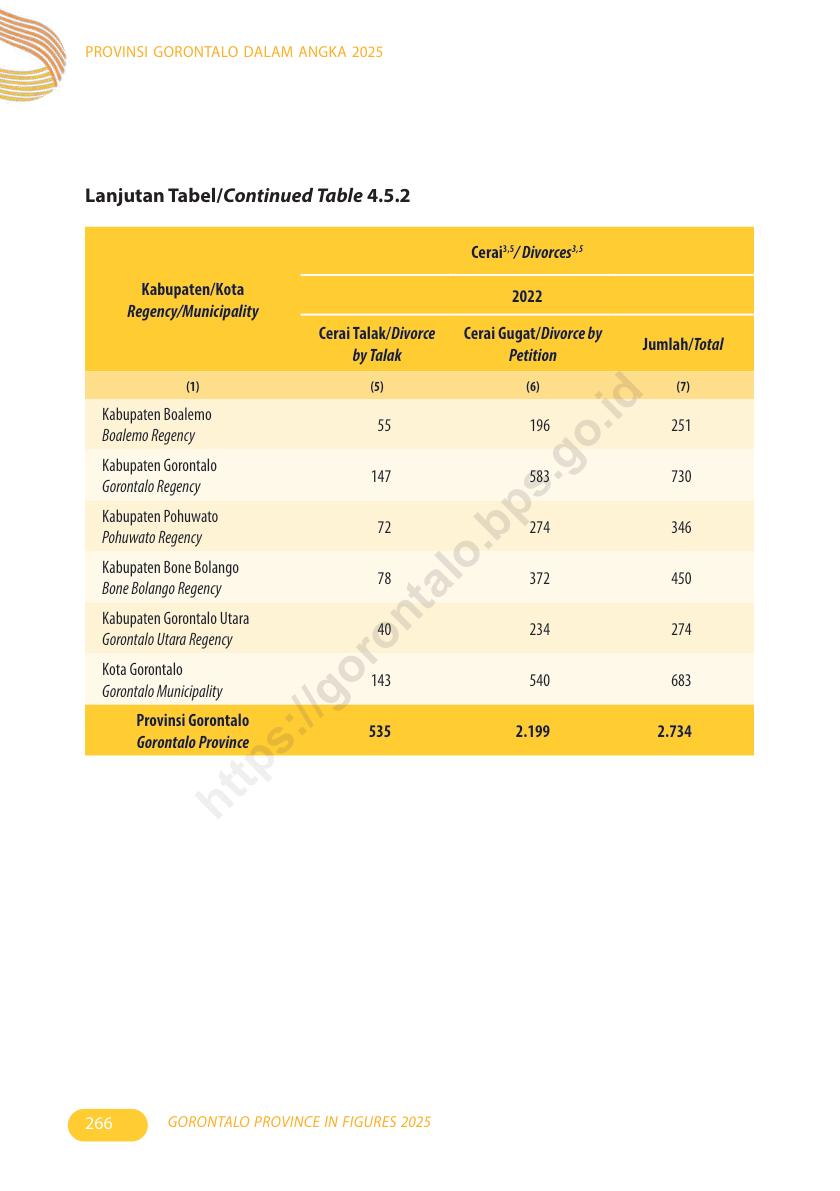 PROVINSI GORONTALO DALAM ANGKA 2025
Lanjutan Tabel/Continued Table 4.5.2
Kabupaten/Kota
Regency/Municipality
Cerai3,5/Divorces3,5
2022
Cerai Talak/Divorce
by Talak
Cerai Gugat/Divorce by
Petition
Jumlah/Total
(1) (5) (6) (7)
Kabupaten Boalemo
Boalemo Regency
55 196 251
Kabupaten Gorontalo
Gorontalo Regency
147 583 730
Kabupaten Pohuwato
Pohuwato Regency
72 274 346
Kabupaten Bone Bolango
Bone Bolango Regency
78 372 450
Kabupaten Gorontalo Utara
Gorontalo Utara Regency
40 234 274
Kota Gorontalo
Gorontalo Municipality
143 540 683
Provinsi Gorontalo
Gorontalo Province
535 2.199 2.734
https://gorontalo.bps.go.id
266 GORONTALO PROVINCE IN FIGURES 2025